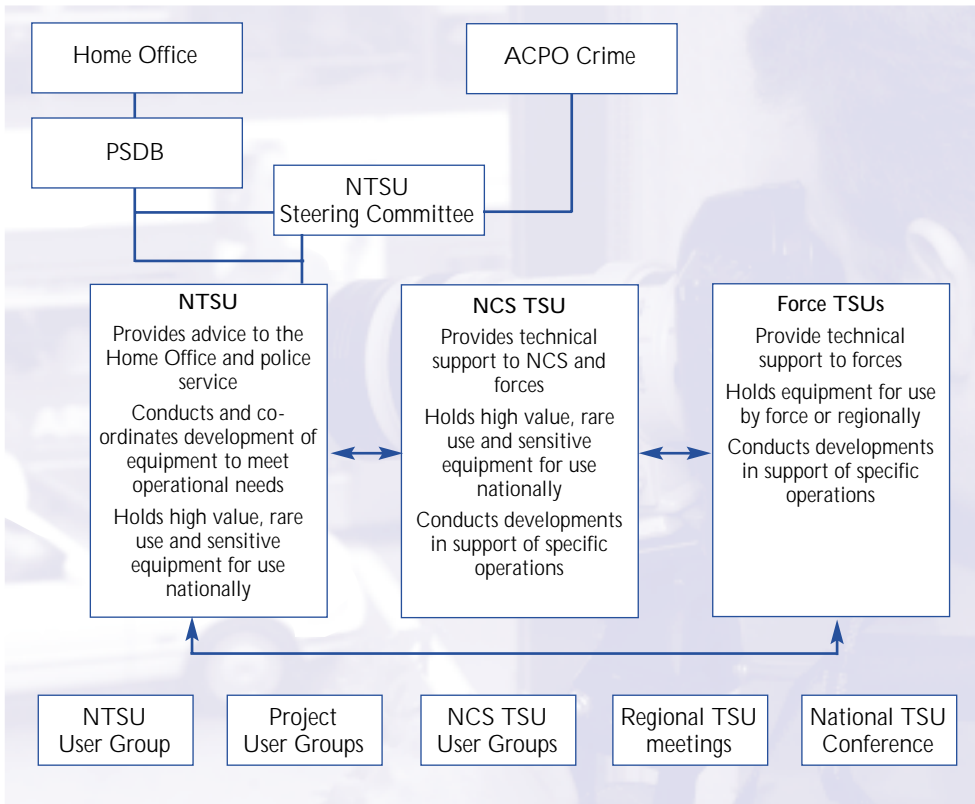 Home Office
ACPO Crime
PSDB
NTSU
Steering Committee
NTSU
Provides advice to the
Home Office and police
service
Conducts and co-
ordinates development of
equipment to meet
operational needs
Holds high value, rare
use and sensitive
equipment for use
nationally
NCS TSU
Provides technical
support to NCS and
forces
Holds high value, rare
use and sensitive
equipment for use
nationally
Conducts developments
in support of specific
operations
Force TSUs
Provide technical
support to forces
Holds equipment for use
by force or regionally
Conducts developments
in support of specific
operations
NTSU
User Group
Project
User Groups
NCS TSU
User Groups
Regional TSU
meetings
National TSU
Conference